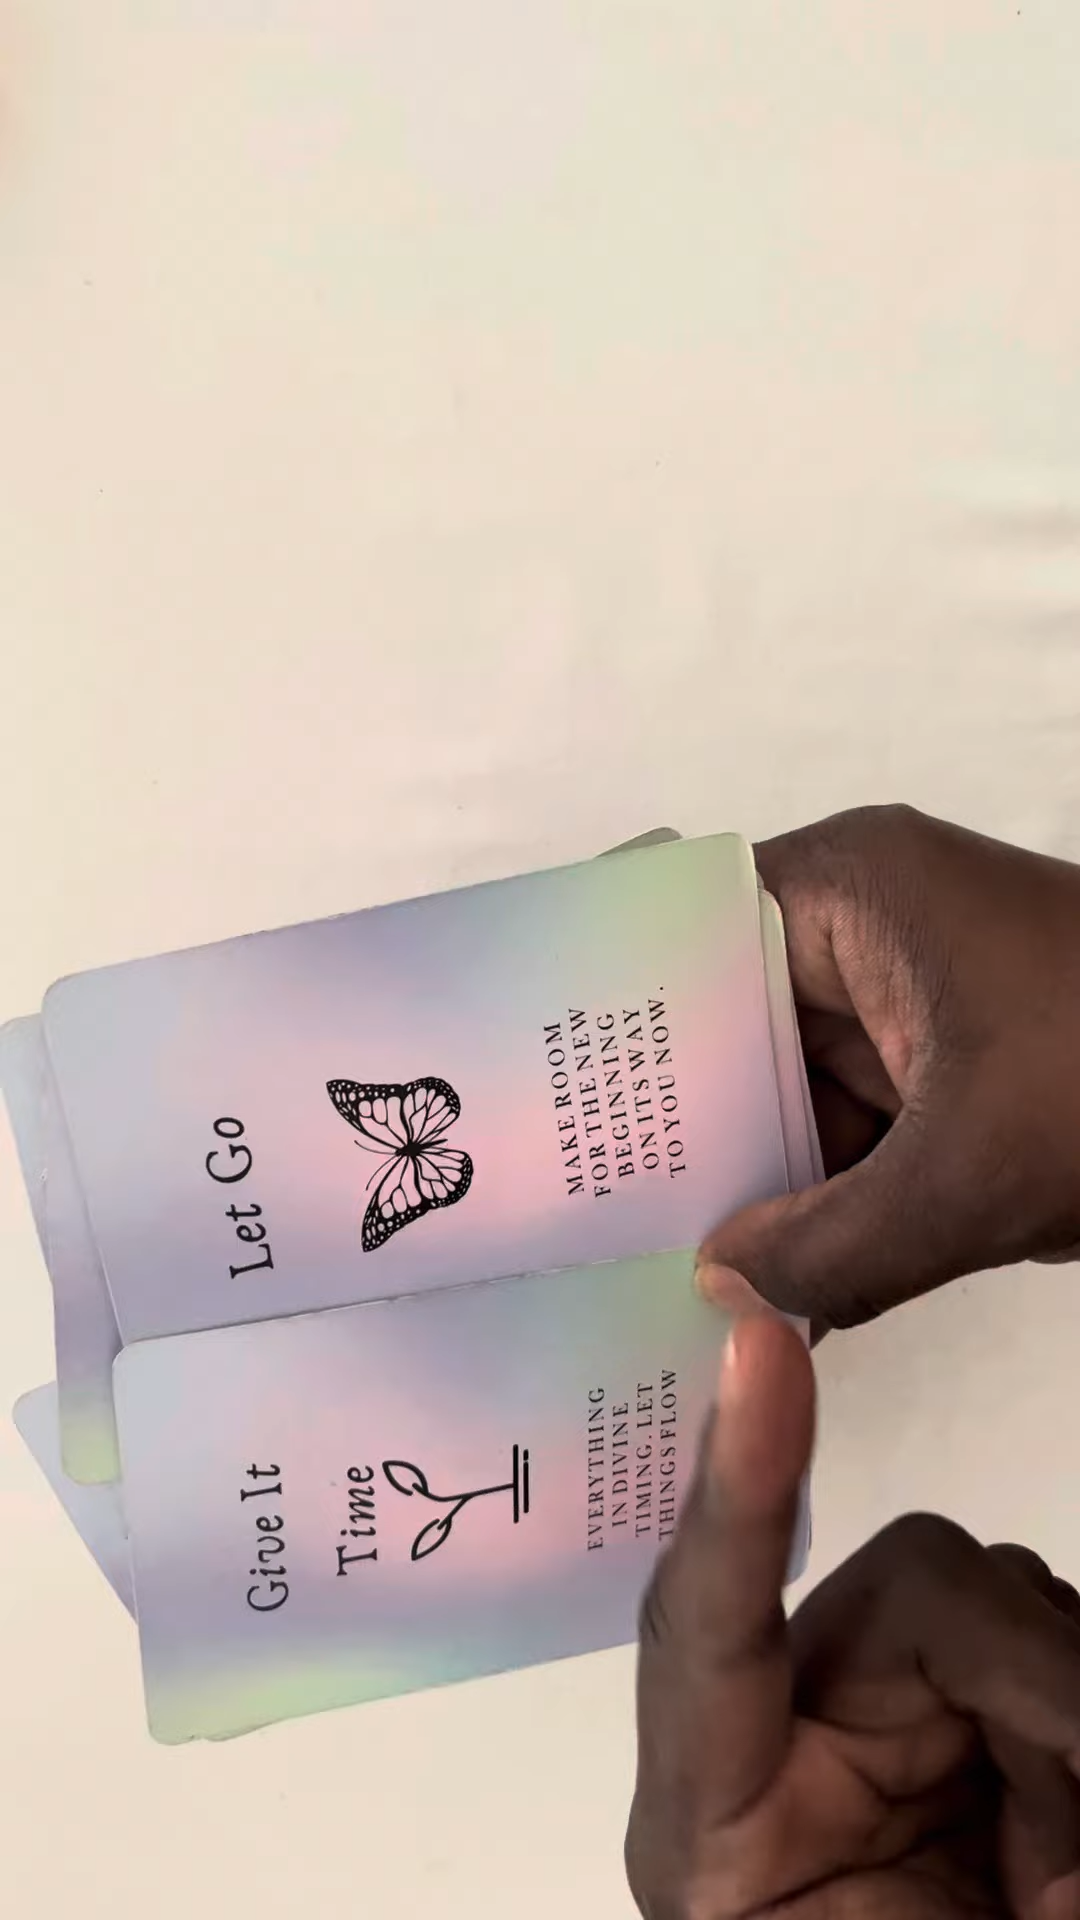 Let Go
MAKE ROOM
FOR THE NEW
BEGINNING
ON ITS WAY
TO YOU NOW.
Give It
Time
EVERYTHING
IN DIVINE
TIMING. LET
THINGS FLOW